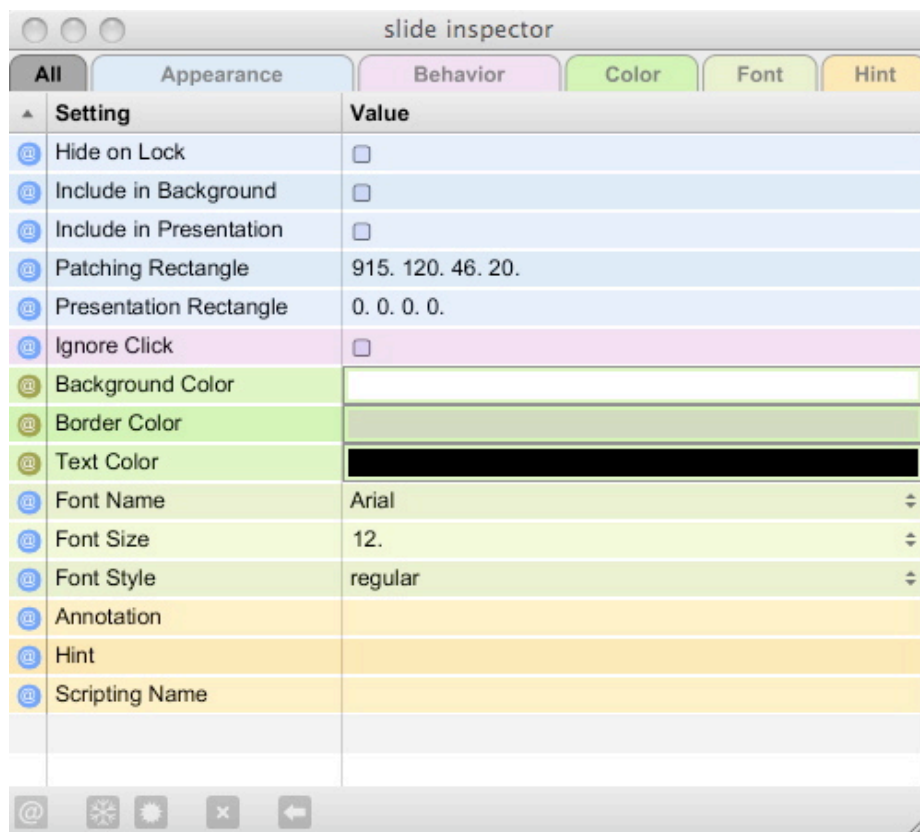 slide inspector
All Appearance Behavior Color Font Hint
Setting Value
@ Hide on Lock
@ Include in Background
@ Include in Presentation
@ Patching Rectangle 915. 120. 46. 20.
@ Presentation Rectangle 0. 0. 0. 0.
@ Ignore Click
@ Background Color
@ Border Color
@ Text Color
@ Font Name Arial
@ Font Size 12.
@ Font Style regular
@ Annotation
@ Hint
@ Scripting Name
@